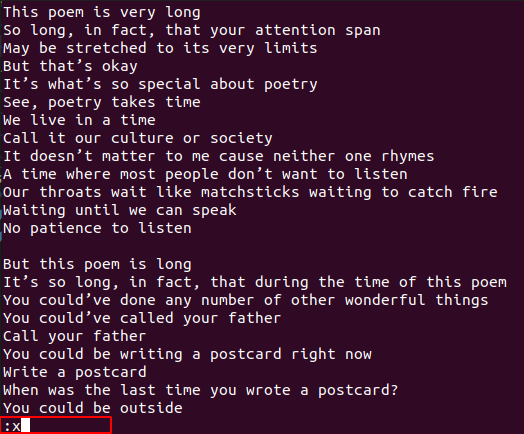 This poem is very long
So long, in fact, that your attention span
May be stretched to its very limits
But that’s okay
It’s what’s so special about poetry
See, poetry takes time
We live in a time
Call it our culture or society
It doesn’t matter to me cause neither one rhymes
A time where most people don’t want to listen
Our throats wait like matchsticks waiting to catch fire
Waiting until we can speak
No patience to listen

But this poem is long
It’s so long, in fact, that during the time of this poem
You could’ve done any number of other wonderful things
You could’ve called your father
Call your father
You could be writing a postcard right now
Write a postcard
When was the last time you wrote a postcard?
You could be outside
:x